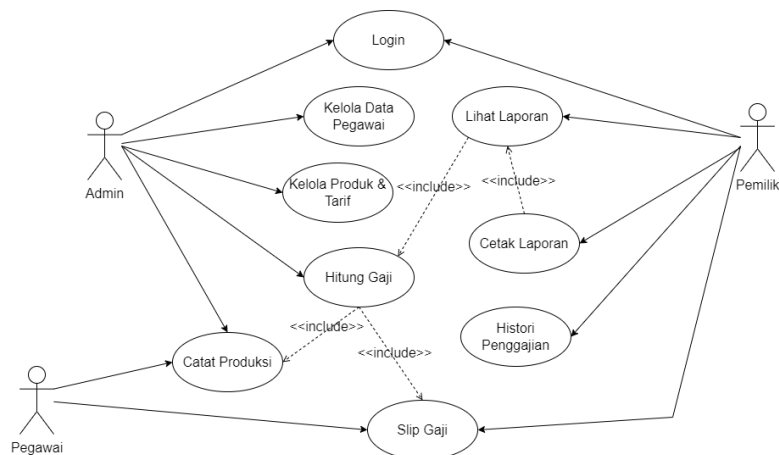 Login
Kelola Data
Pegawai
Lihat Laporan
Admin
Pemilik
Kelola Produk &
Tarif
<<include>>
<<include>>
Cetak Laporan
Hitung Gaji
<<include>>
Histori
Penggajian
<<include>>
Catat Produksi
Pegawai
Slip Gaji